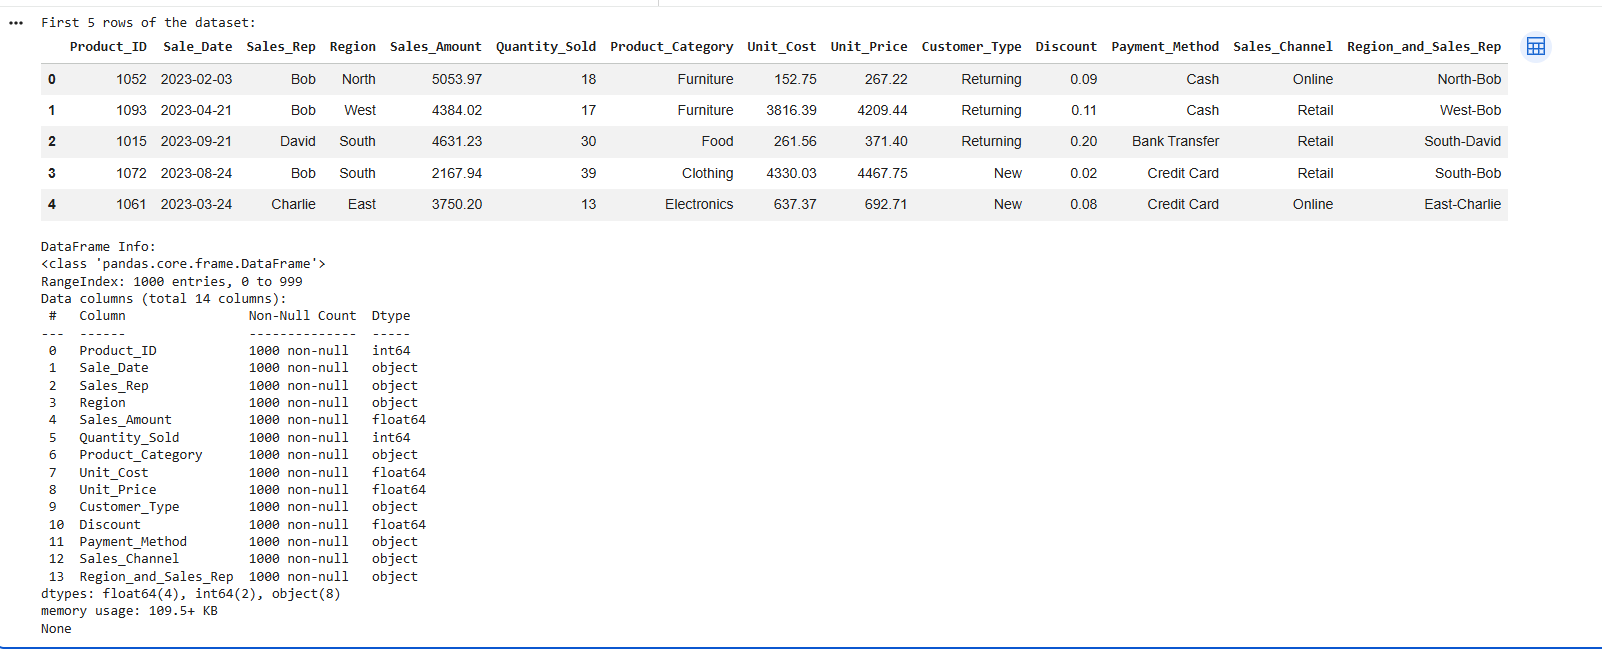 First 5 rows of the dataset:
Product_ID Sale_Date Sales_Rep Region Sales_Amount Quantity_Sold Product_Category Unit_Cost Unit_Price Customer_Type Discount Payment_Method Sales_Channel Region_and_Sales_Rep
0 1052 2023-02-03 Bob North 5053.97 18 Furniture 152.75 267.22 Returning 0.09 Cash Online North-Bob
1 1093 2023-04-21 Bob West 4384.02 17 Furniture 3816.39 4209.44 Returning 0.11 Cash Retail West-Bob
2 1015 2023-09-21 David South 4631.23 30 Food 261.56 371.40 Returning 0.20 Bank Transfer Retail South-David
3 1072 2023-08-24 Bob South 2167.94 39 Clothing 4330.03 4467.75 New 0.02 Credit Card Retail South-Bob
4 1061 2023-03-24 Charlie East 3750.20 13 Electronics 637.37 692.71 New 0.08 Credit Card Online East-Charlie
DataFrame Info:
<class 'pandas.core.frame.DataFrame'>
RangeIndex: 1000 entries, 0 to 999
Data columns (total 14 columns):
 #   Column                Non-Null Count  Dtype
---  ------                --------------  -----
 0   Product_ID            1000 non-null   int64
 1   Sale_Date             1000 non-null   object
 2   Sales_Rep             1000 non-null   object
 3   Region                1000 non-null   object
 4   Sales_Amount          1000 non-null   float64
 5   Quantity_Sold         1000 non-null   int64
 6   Product_Category      1000 non-null   object
 7   Unit_Cost             1000 non-null   float64
 8   Unit_Price            1000 non-null   float64
 9   Customer_Type         1000 non-null   object
 10  Discount              1000 non-null   float64
 11  Payment_Method        1000 non-null   object
 12  Sales_Channel         1000 non-null   object
 13  Region_and_Sales_Rep  1000 non-null   object
dtypes: float64(4), int64(2), object(8)
memory usage: 109.5+ KB
None